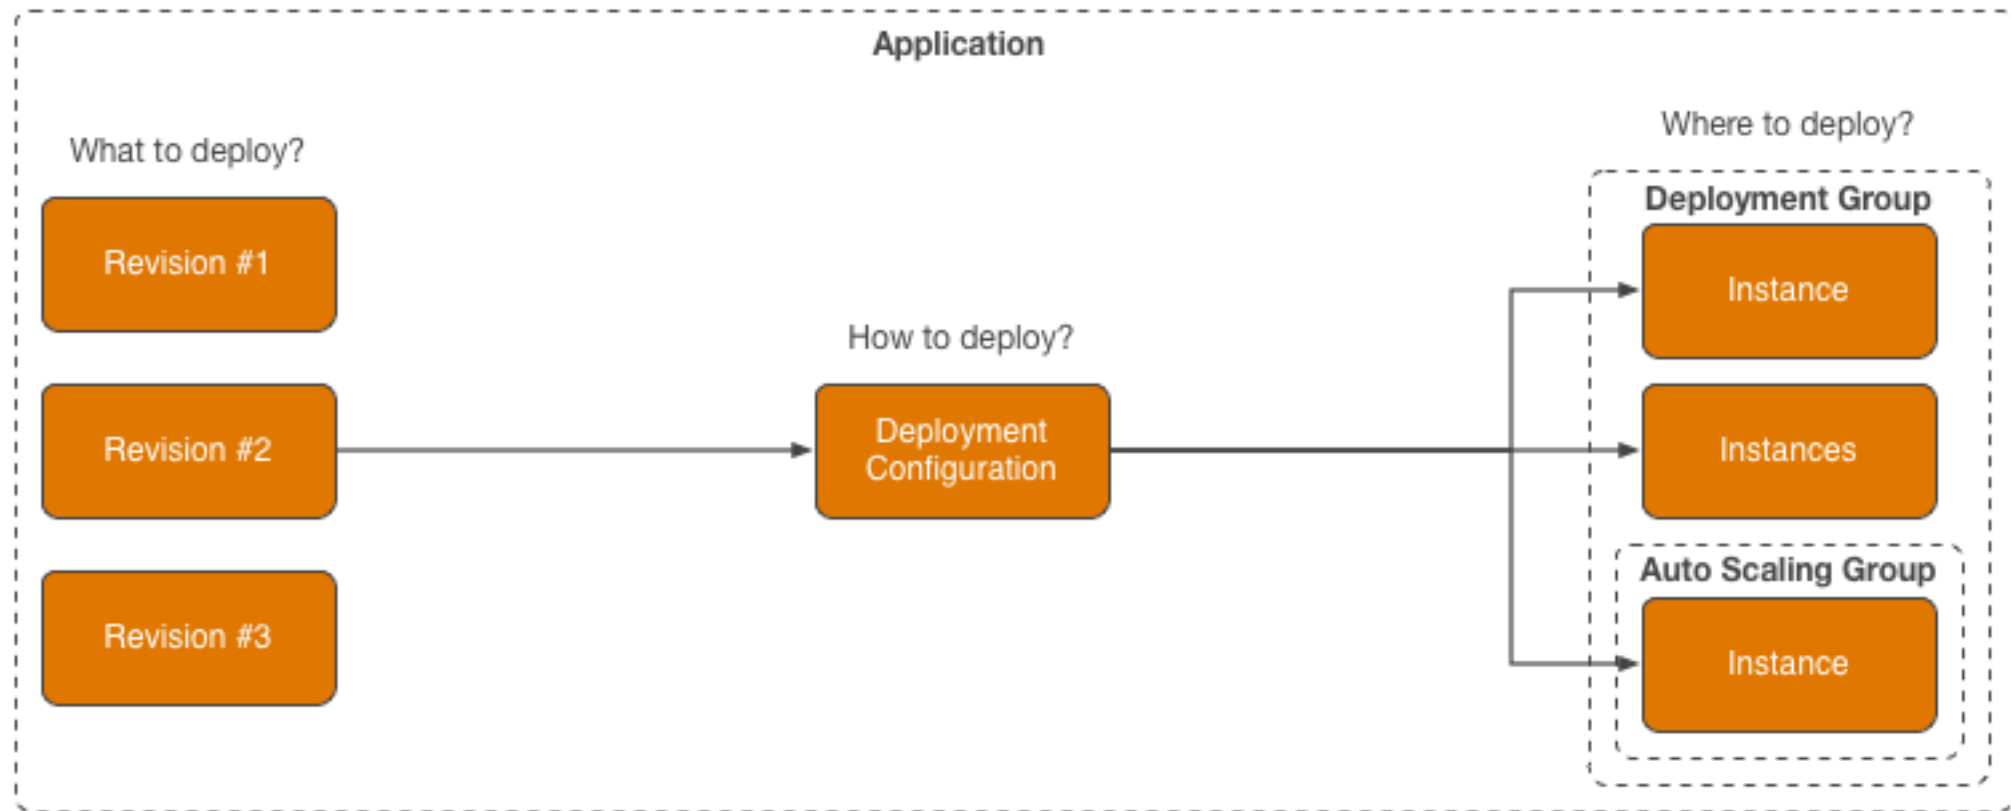 Application
What to deploy?
Revision #1
Revision #2
Revision #3
How to deploy?
Deployment
Configuration
Where to deploy?
Deployment Group
Instance
Instances
Auto Scaling Group
Instance